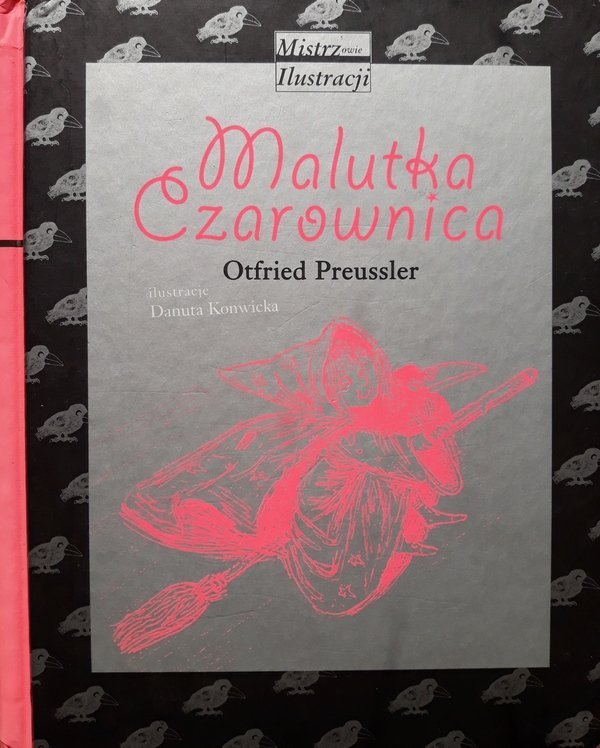 Mistrzowie
Ilustracji
Malutka
Czarownica
Otfried Preussler
ilustracje
Danuta Konwicka